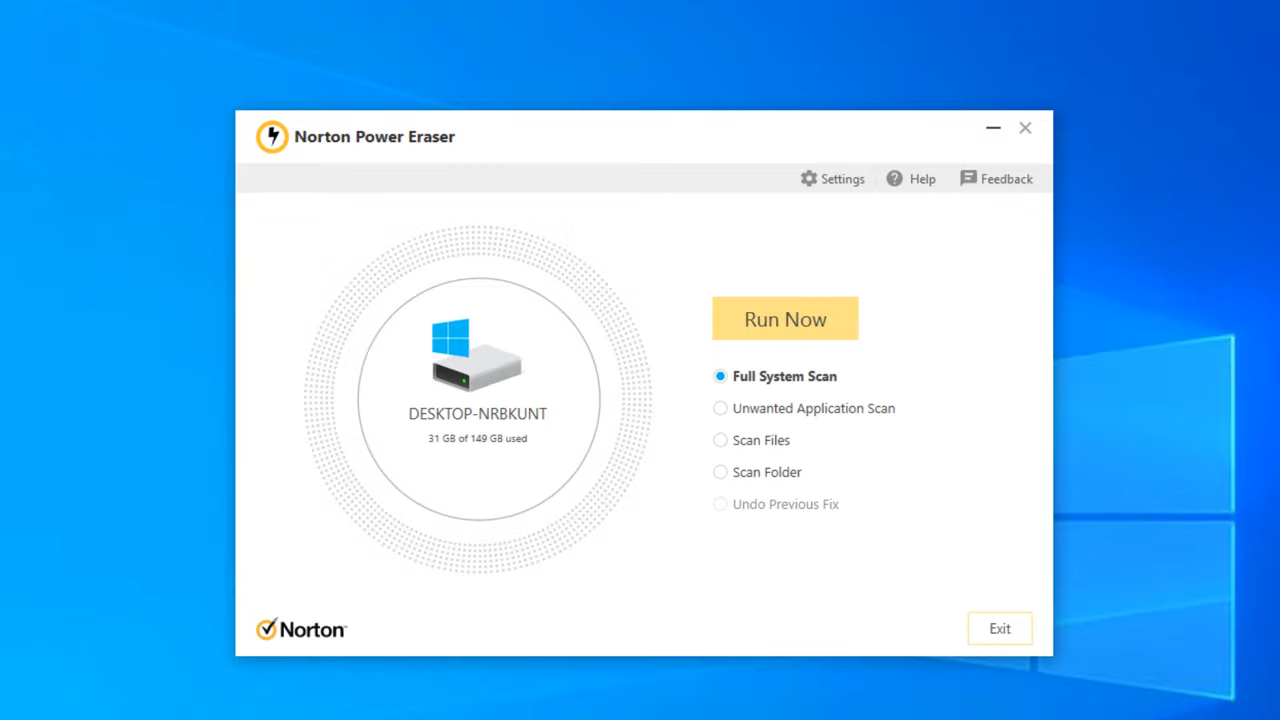 Norton Power Eraser
Settings
Help
Feedback
Run Now
Full System Scan
Unwanted Application Scan
Scan Files
Scan Folder
Undo Previous Fix
DESKTOP-NRBKUNT
31 GB of 149 GB used
Norton
Exit